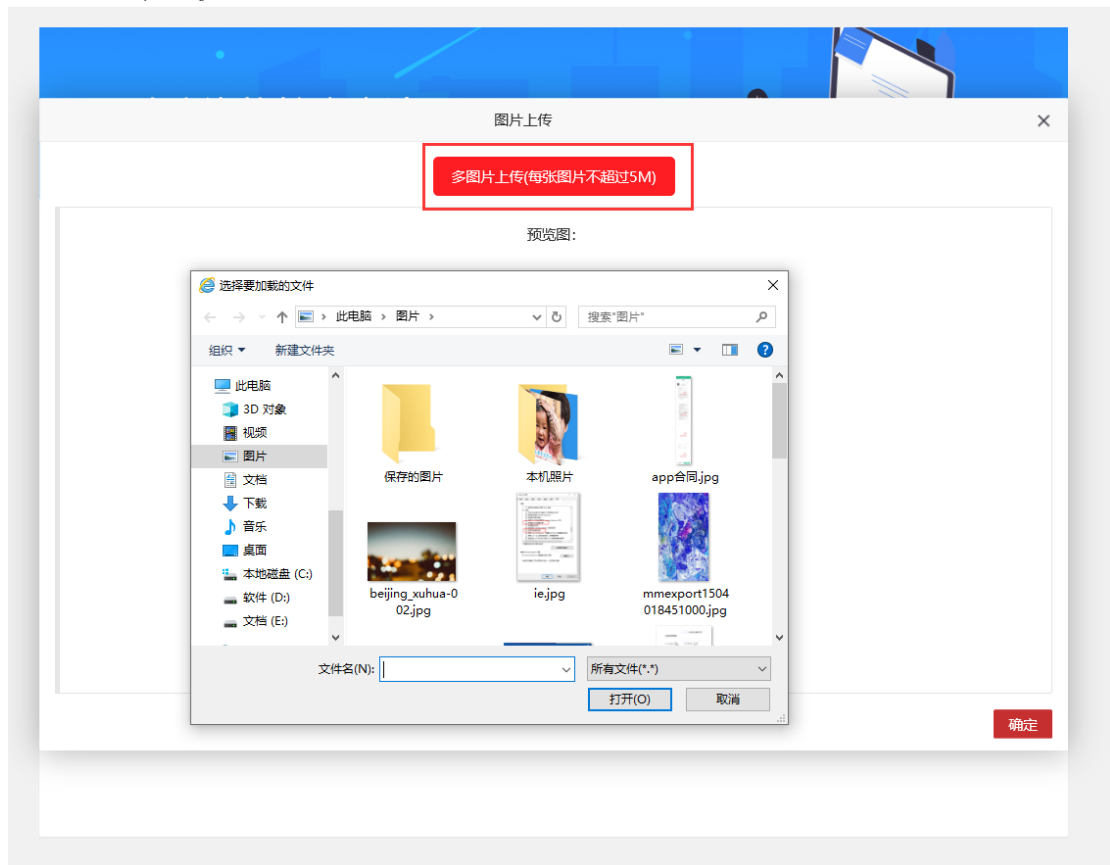 图片上传
多图片上传(每张图片不超过5M)
预览图:
选择要加载的文件
此电脑 › 图片 ›
搜索"图片"
组织 新建文件夹
此电脑
3D 对象
视频
图片
文档
下载
音乐
桌面
本地磁盘 (C:)
软件 (D:)
文档 (E:)
保存的图片
本机照片
app合同.jpg
beijing_xuhua-0
02.jpg
ie.jpg
mmexport1504
018451000.jpg
文件名(N):
所有文件(*.*)
打开(O)
取消
确定